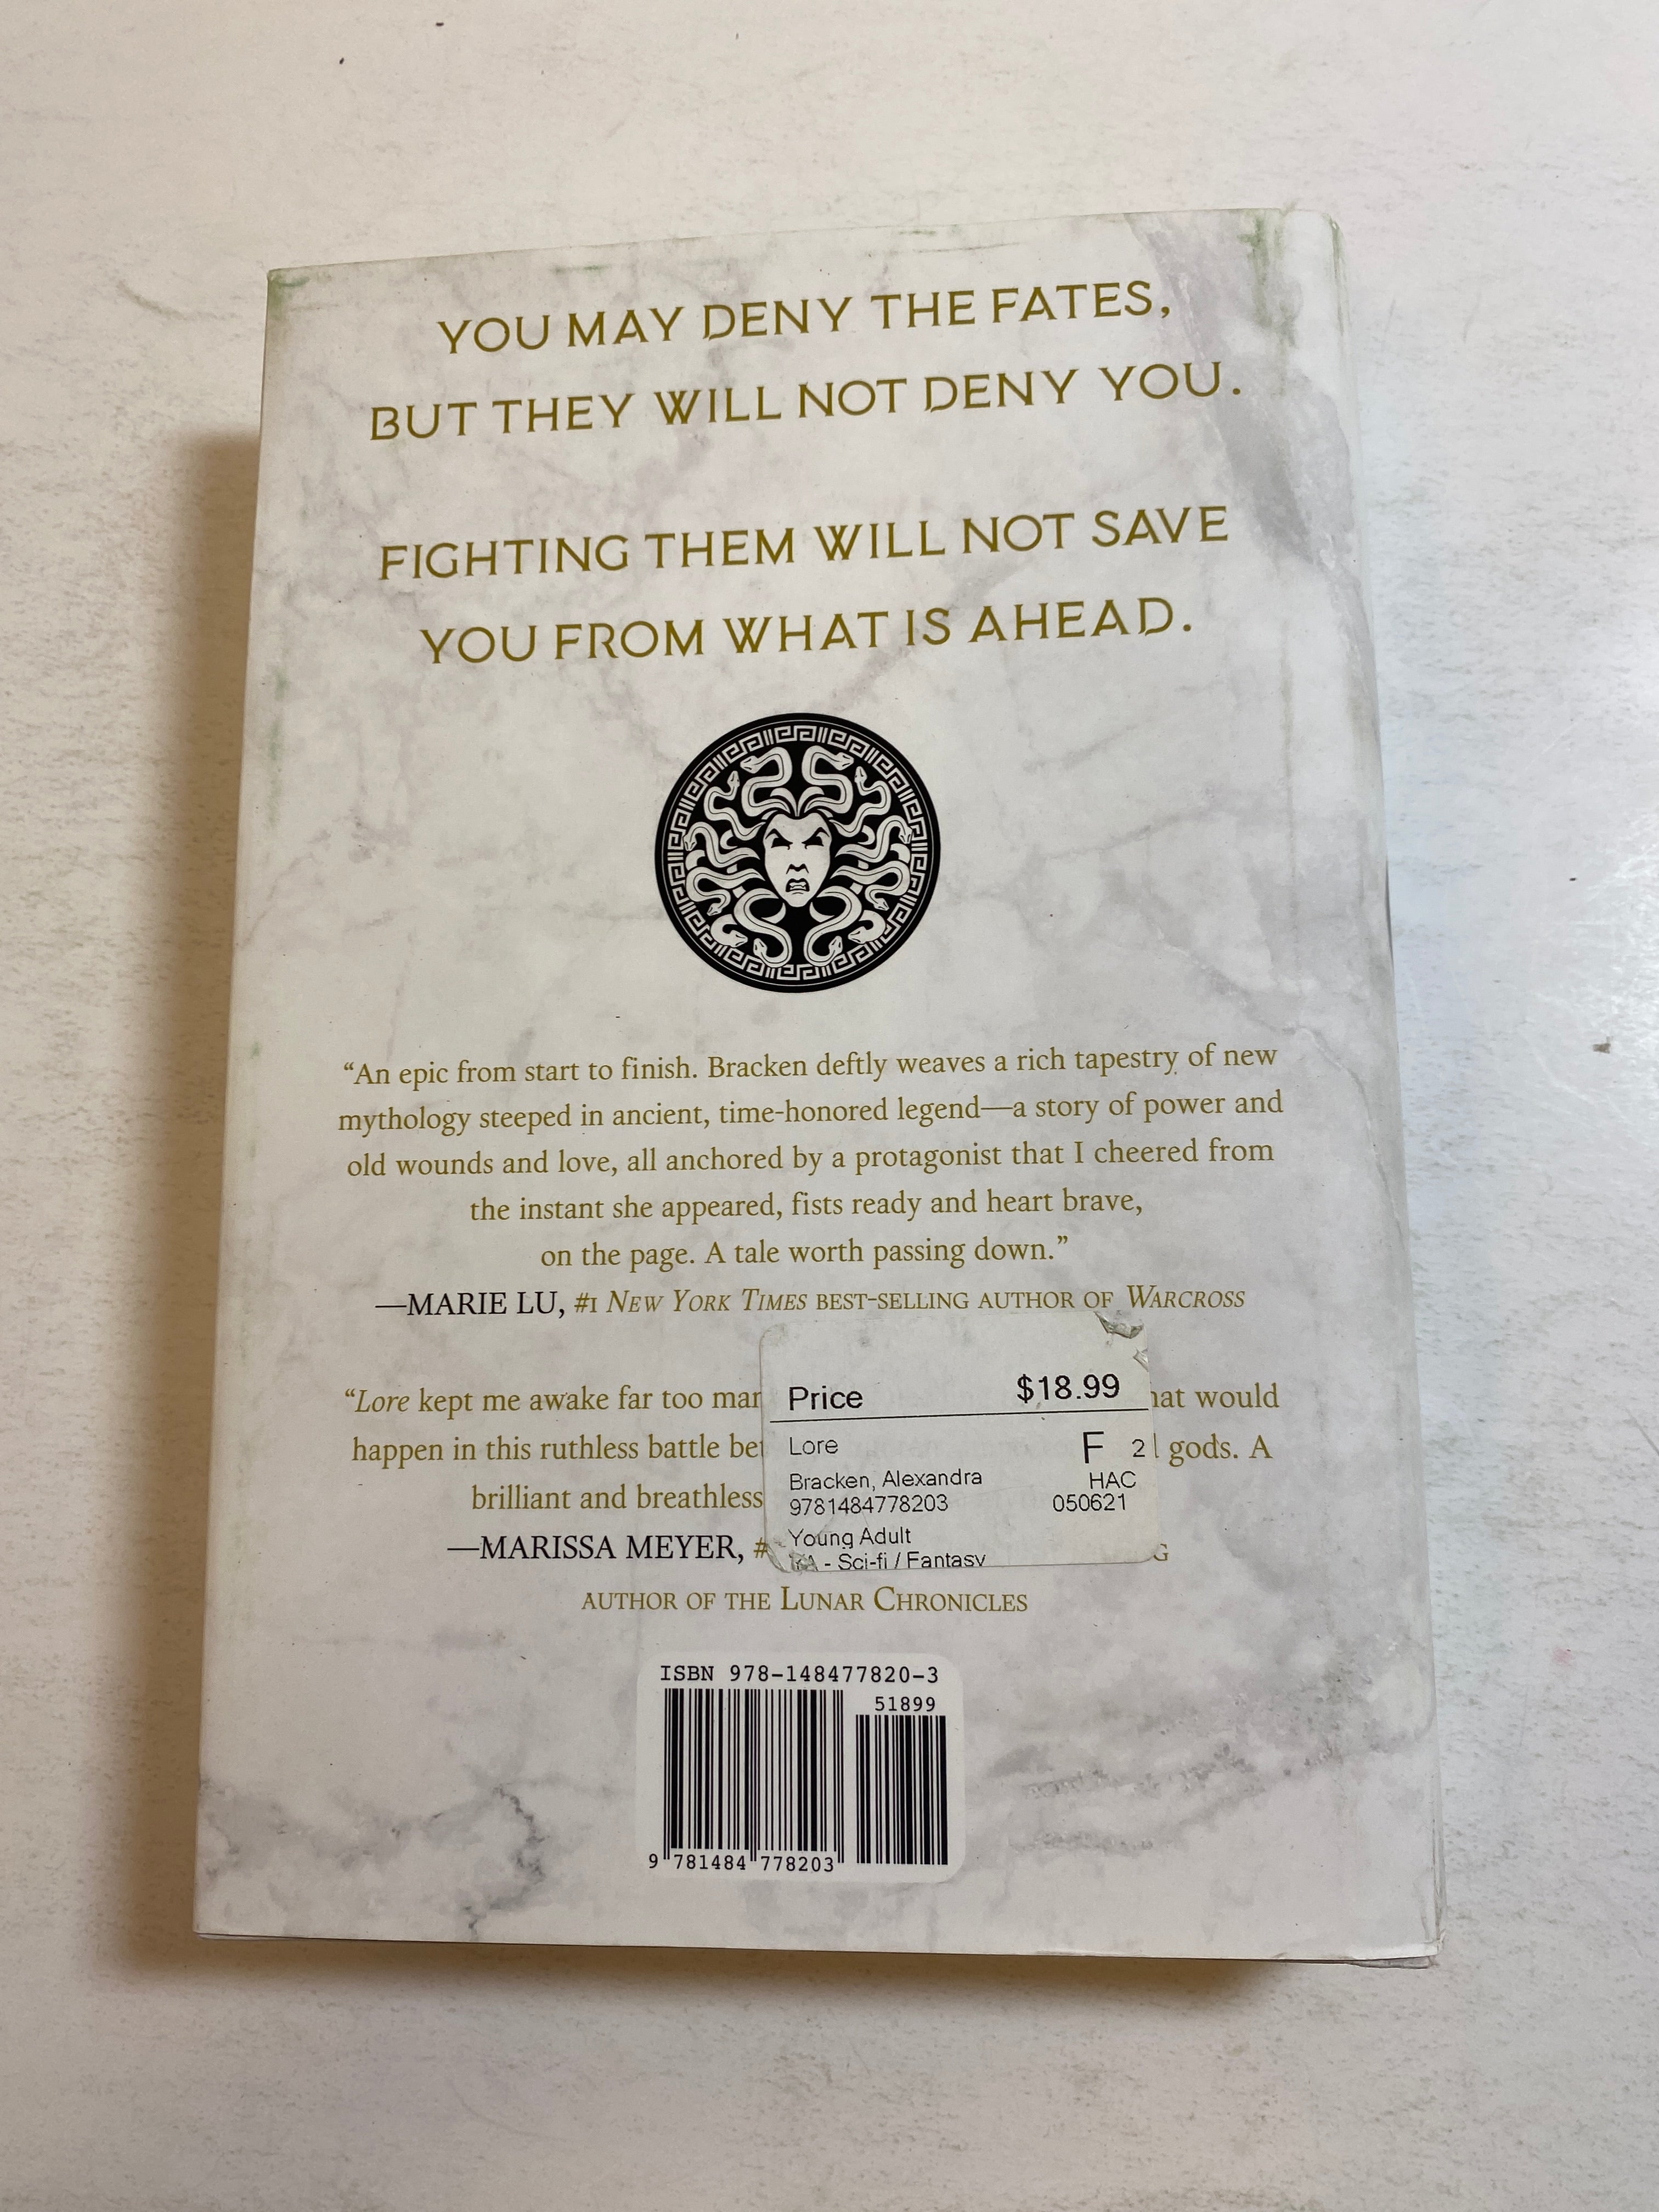 YOU MAY DENY THE FATES,
BUT THEY WILL NOT DENY YOU.
FIGHTING THEM WILL NOT SAVE
YOU FROM WHAT IS AHEAD.
“An epic from start to finish. Bracken deftly weaves a rich tapestry of new
mythology steeped in ancient, time-honored legend—a story of power and
old wounds and love, all anchored by a protagonist that I cheered from
the instant she appeared, fists ready and heart brave,
on the page. A tale worth passing down.”
—MARIE LU, #1 NEW YORK TIMES BEST-SELLING AUTHOR OF WARCROSS
“Lore kept me awake far too would
happen in this ruthless battle gods. A
brilliant and breathless
—MARISSA MEYER, #
AUTHOR OF THE LUNAR CHRONICLES
Price $18.99
Lore F 2
Bracken, Alexandra HAC
9781484778203 050621
Young Adult
- Sci-fi / Fantasy
ISBN 978-148477820-3
51899
9 781484 778203